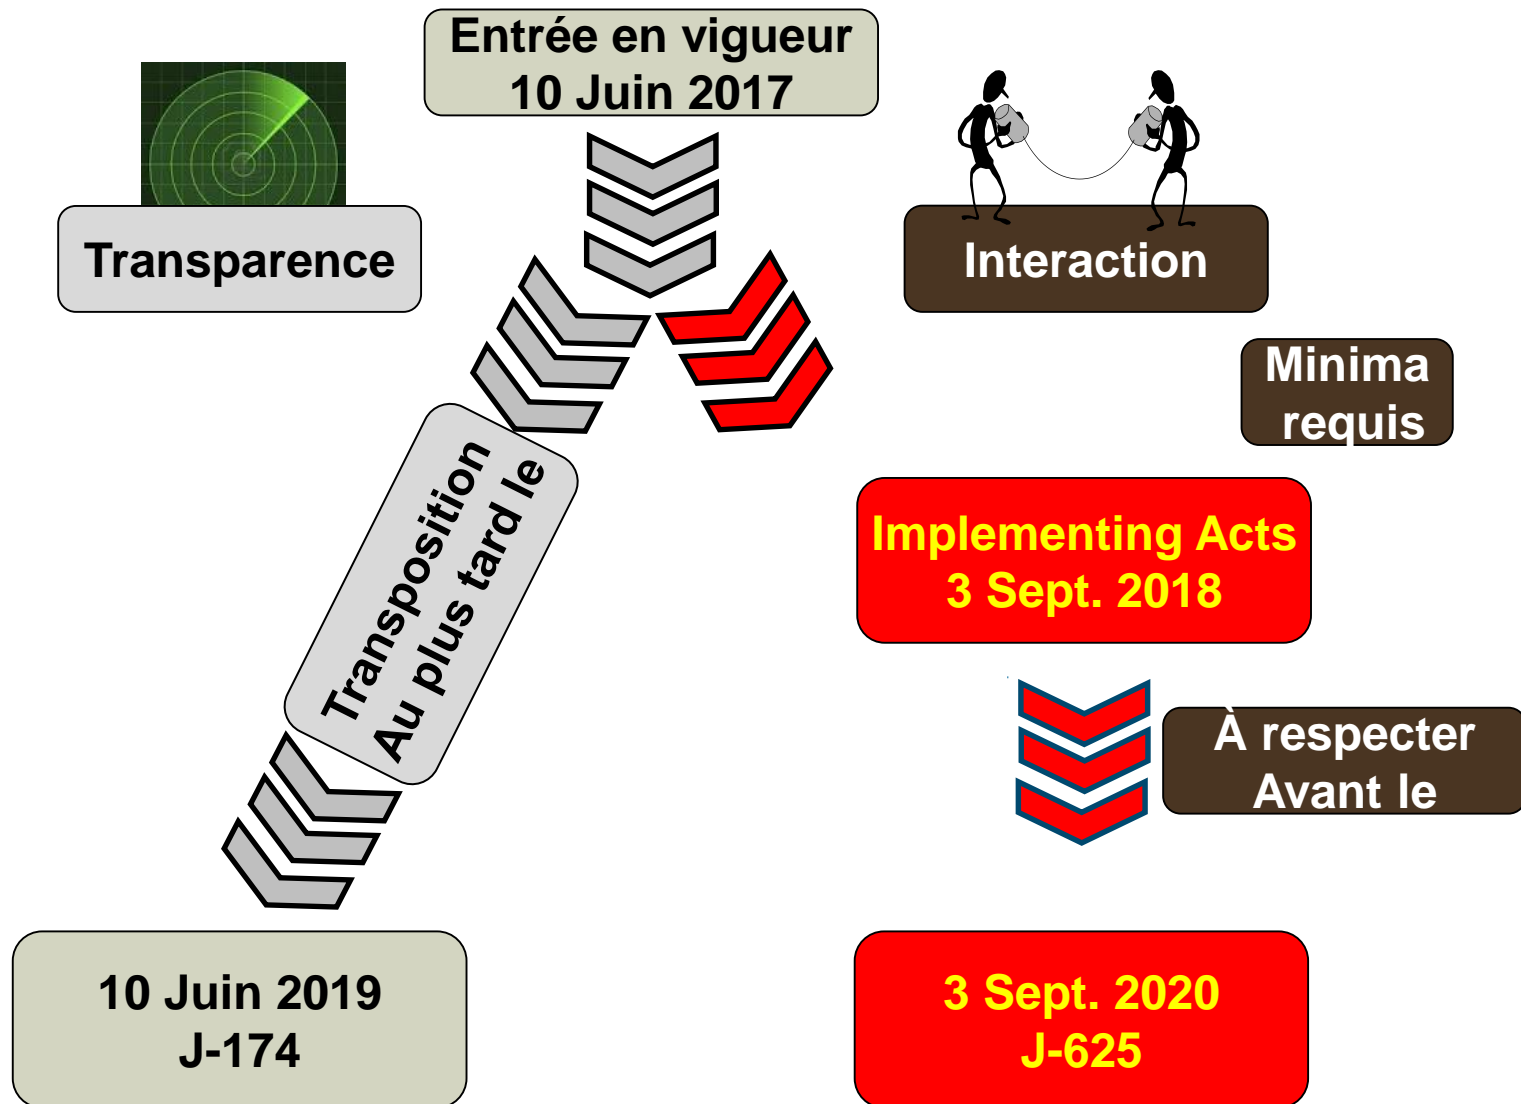 Entrée en vigueur
10 Juin 2017
Transparence
Interaction
Minima
requis
Transposition
Au plus tard le
Implementing Acts
3 Sept. 2018
À respecter
Avant le
10 Juin 2019
J-174
3 Sept. 2020
J-625